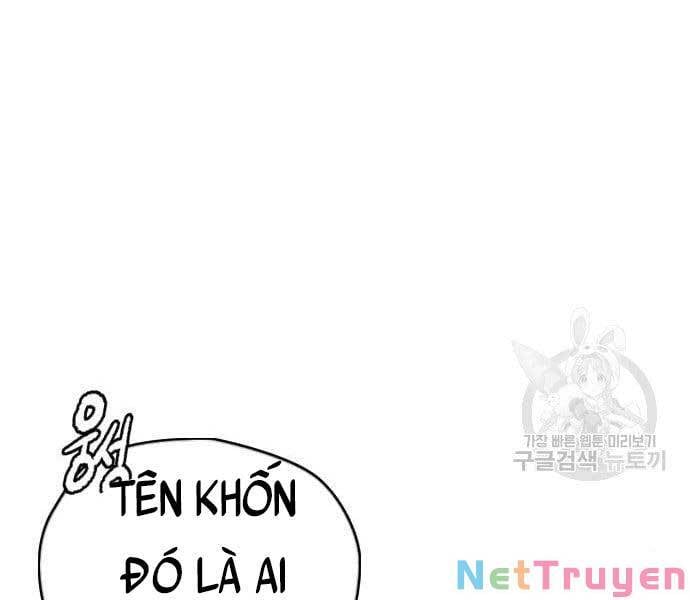 가장 빠른 웹툰 미리보기
구글검색 뉴토끼
웅성
TÊN KHỐN
ĐÓ LÀ AI
NetTruyen